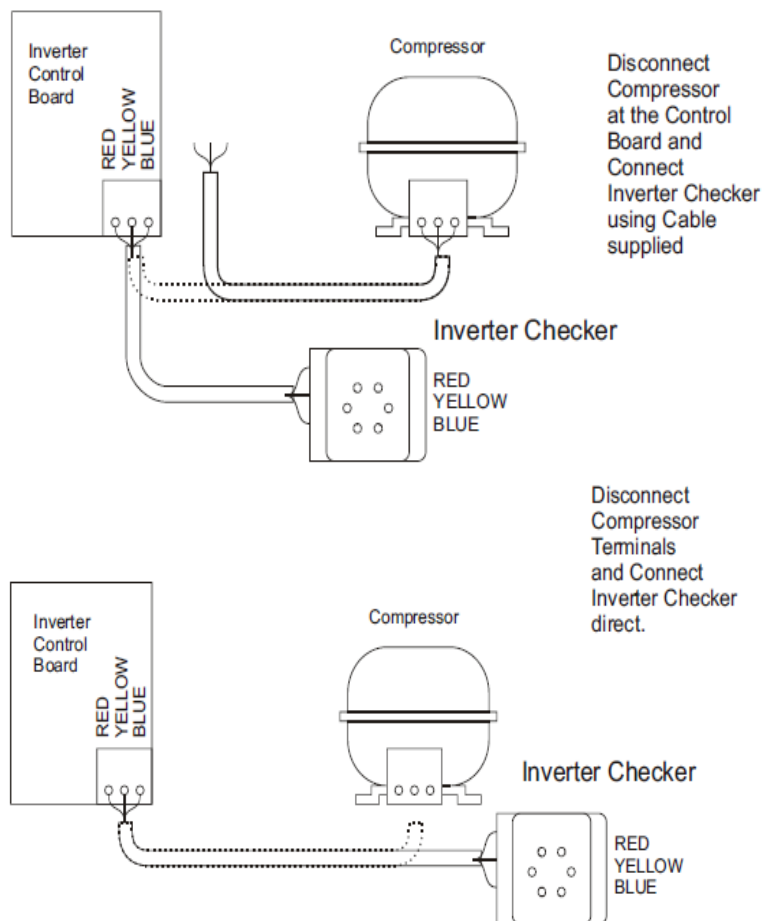 Inverter
Control
Board
RED
YELLOW
BLUE
Compressor
Disconnect
Compressor
at the Control
Board and
Connect
Inverter Checker
using Cable
supplied
Inverter Checker
RED
YELLOW
BLUE
Disconnect
Compressor
Terminals
and Connect
Inverter Checker
direct.
Inverter
Control
Board
RED
YELLOW
BLUE
Compressor
Inverter Checker
RED
YELLOW
BLUE